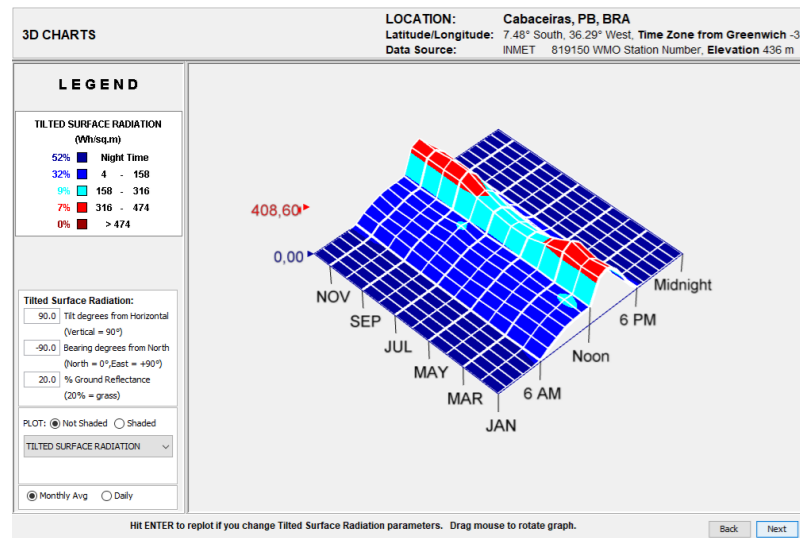 3D CHARTS
LOCATION: Cabaceiras, PB, BRA
Latitude/Longitude: 7.48° South, 36.29° West, Time Zone from Greenwich -3
Data Source: INMET 819150 WMO Station Number, Elevation 436 m
LEGEND
TILTED SURFACE RADIATION
(Wh/sq.m)
52% Night Time
32% 4 - 158
9% 158 - 316
7% 316 - 474
0% > 474
408,60
0,00
NOV
SEP
JUL
MAY
MAR
JAN
6 AM
Noon
6 PM
Midnight
Tilted Surface Radiation:
90.0 Tilt degrees from Horizontal
(Vertical = 90°)
-90.0 Bearing degrees from North
(North = 0°,East = +90°)
20.0 % Ground Reflectance
(20% = grass)
PLOT: Not Shaded Shaded
TILTED SURFACE RADIATION
Monthly Avg Daily
Hit ENTER to replot if you change Tilted Surface Radiation parameters. Drag mouse to rotate graph.
Back Next